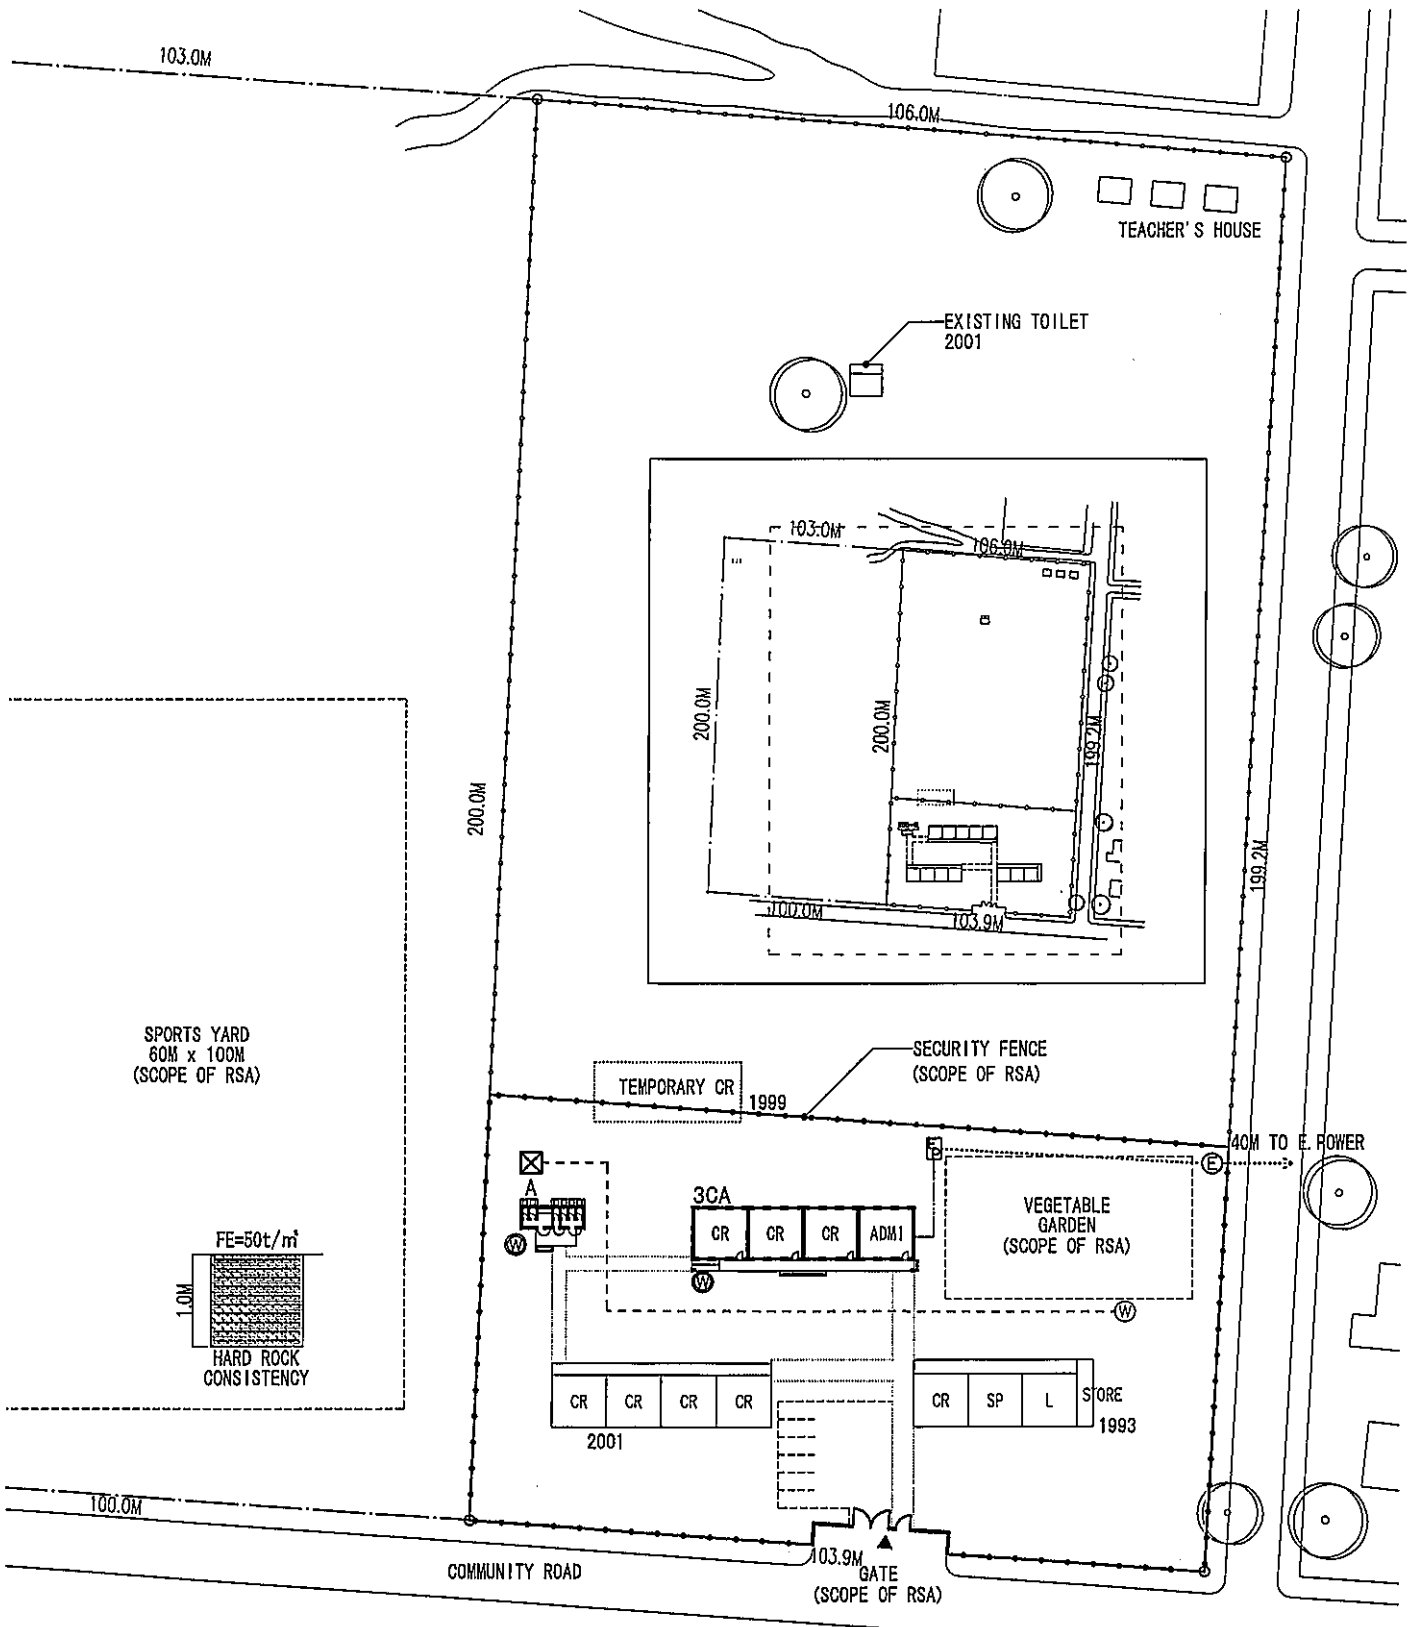 103.0M
106.0M
TEACHER'S HOUSE
EXISTING TOILET
2001
103.0M
106.0M
200.0M
200.0M
199.2M
100.0M
103.9M
200.0M
199.2M
SPORTS YARD
60M x 100M
(SCOPE OF RSA)
SECURITY FENCE
(SCOPE OF RSA)
TEMPORARY CR
1999
40M TO E.POWER
E
EP
A
W
3CA
CR
CR
CR
ADMI
W
VEGETABLE
GARDEN
(SCOPE OF RSA)
W
FE=50t/㎡
1.0M
HARD ROCK
CONSISTENCY
CR
CR
CR
CR
2001
CR
SP
L
STORE
1993
100.0M
COMMUNITY ROAD
103.9M
GATE
(SCOPE OF RSA)